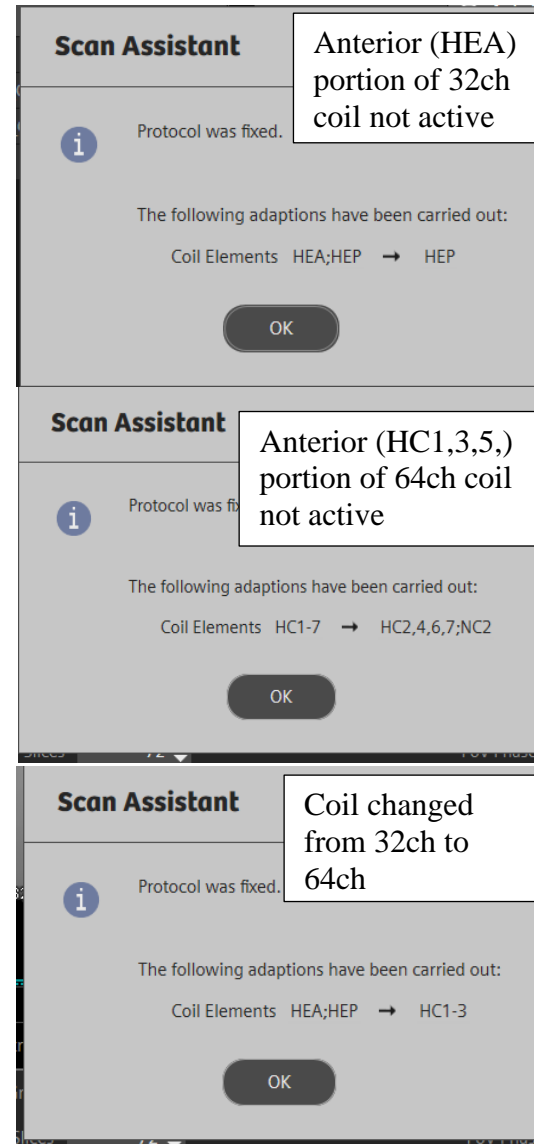 Scan Assistant
Anterior (HEA)
portion of 32ch
coil not active
Protocol was fixed.
The following adaptions have been carried out:
Coil Elements HEA;HEP → HEP
OK
Scan Assistant
Anterior (HC1,3,5,)
portion of 64ch coil
not active
Protocol was
The following adaptions have been carried out:
Coil Elements HC1-7 → HC2,4,6,7;NC2
OK
Scan Assistant
Coil changed
from 32ch to
64ch
Protocol was fixed.
The following adaptions have been carried out:
Coil Elements HEA;HEP → HC1-3
OK